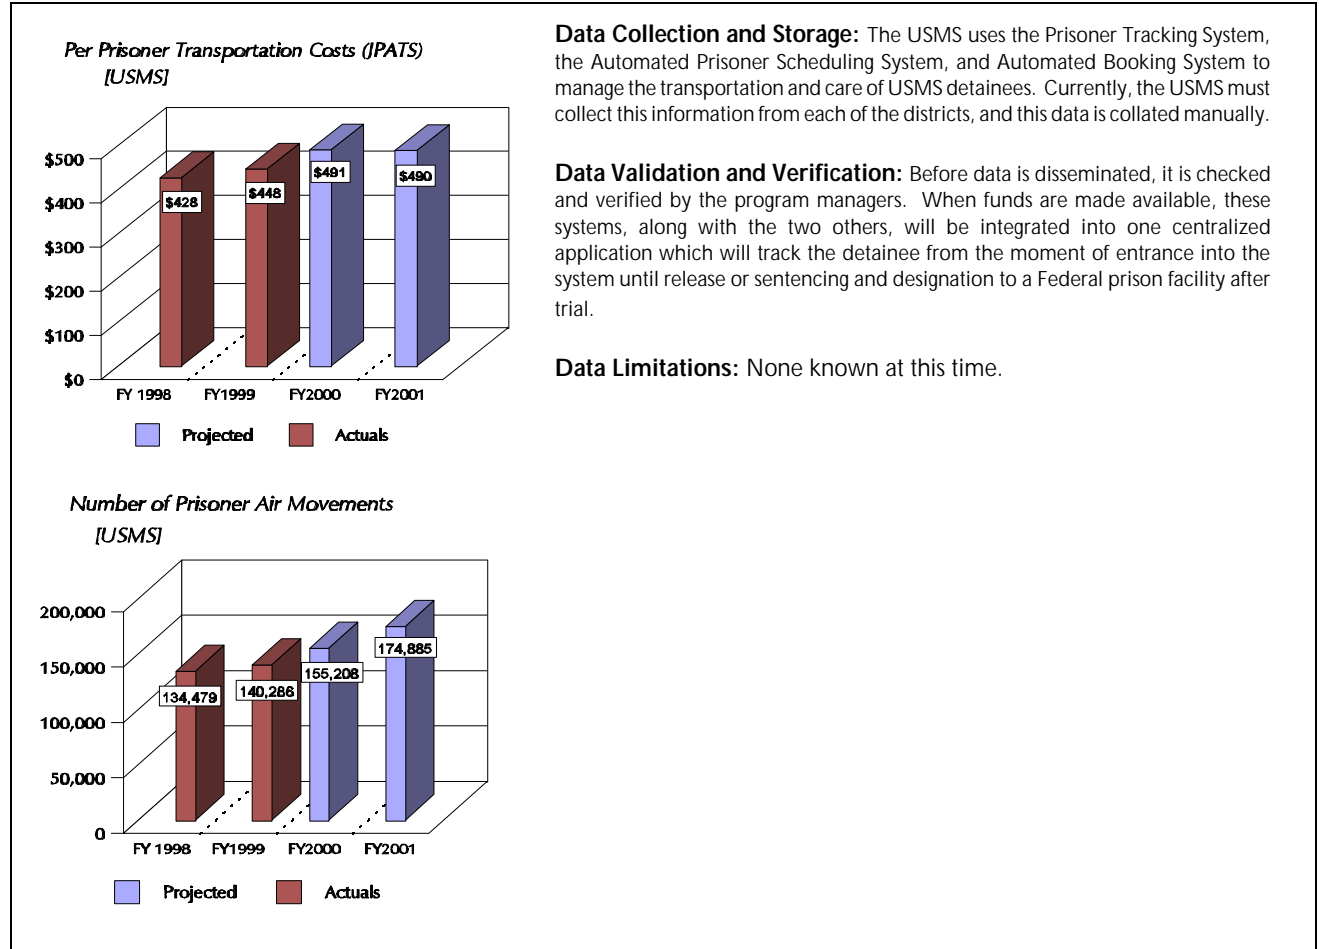 Per Prisoner Transportation Costs (JPATS)
[USMS]
$500
$400
$300
$200
$100
$0
$428
$448
$491
$490
FY 1998
FY1999
FY2000
FY2001
Projected
Actuals
Number of Prisoner Air Movements
[USMS]
200,000
150,000
100,000
50,000
0
134,479
140,286
155,208
174,885
FY 1998
FY1999
FY2000
FY2001
Projected
Actuals
Data Collection and Storage: The USMS uses the Prisoner Tracking System,
the Automated Prisoner Scheduling System, and Automated Booking System to
manage the transportation and care of USMS detainees. Currently, the USMS must
collect this information from each of the districts, and this data is collated manually.
Data Validation and Verification: Before data is disseminated, it is checked
and verified by the program managers. When funds are made available, these
systems, along with the two others, will be integrated into one centralized
application which will track the detainee from the moment of entrance into the
system until release or sentencing and designation to a Federal prison facility after
trial.
Data Limitations: None known at this time.